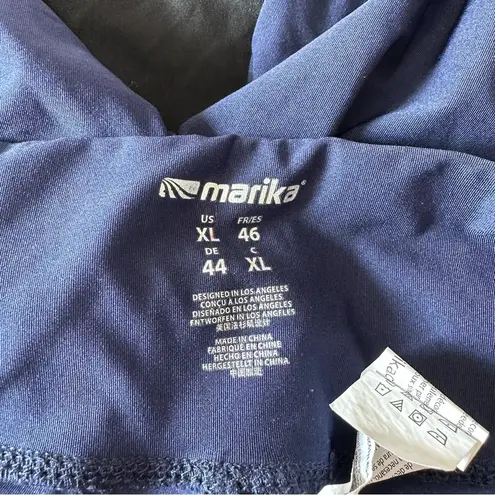 marika®
US FR/ES
XL 46
DE C
44 XL
DESIGNED IN LOS ANGELES
CONÇU À LOS ANGELES
DISEÑADO EN LOS ANGELES
ENTWORFEN IN LOS ANGELES
美国洛杉矶设计
MADE IN CHINA
FABRIQUÉ EN CHINE
HECHO EN CHINA
HERGESTELLT IN CHINA
中国制造